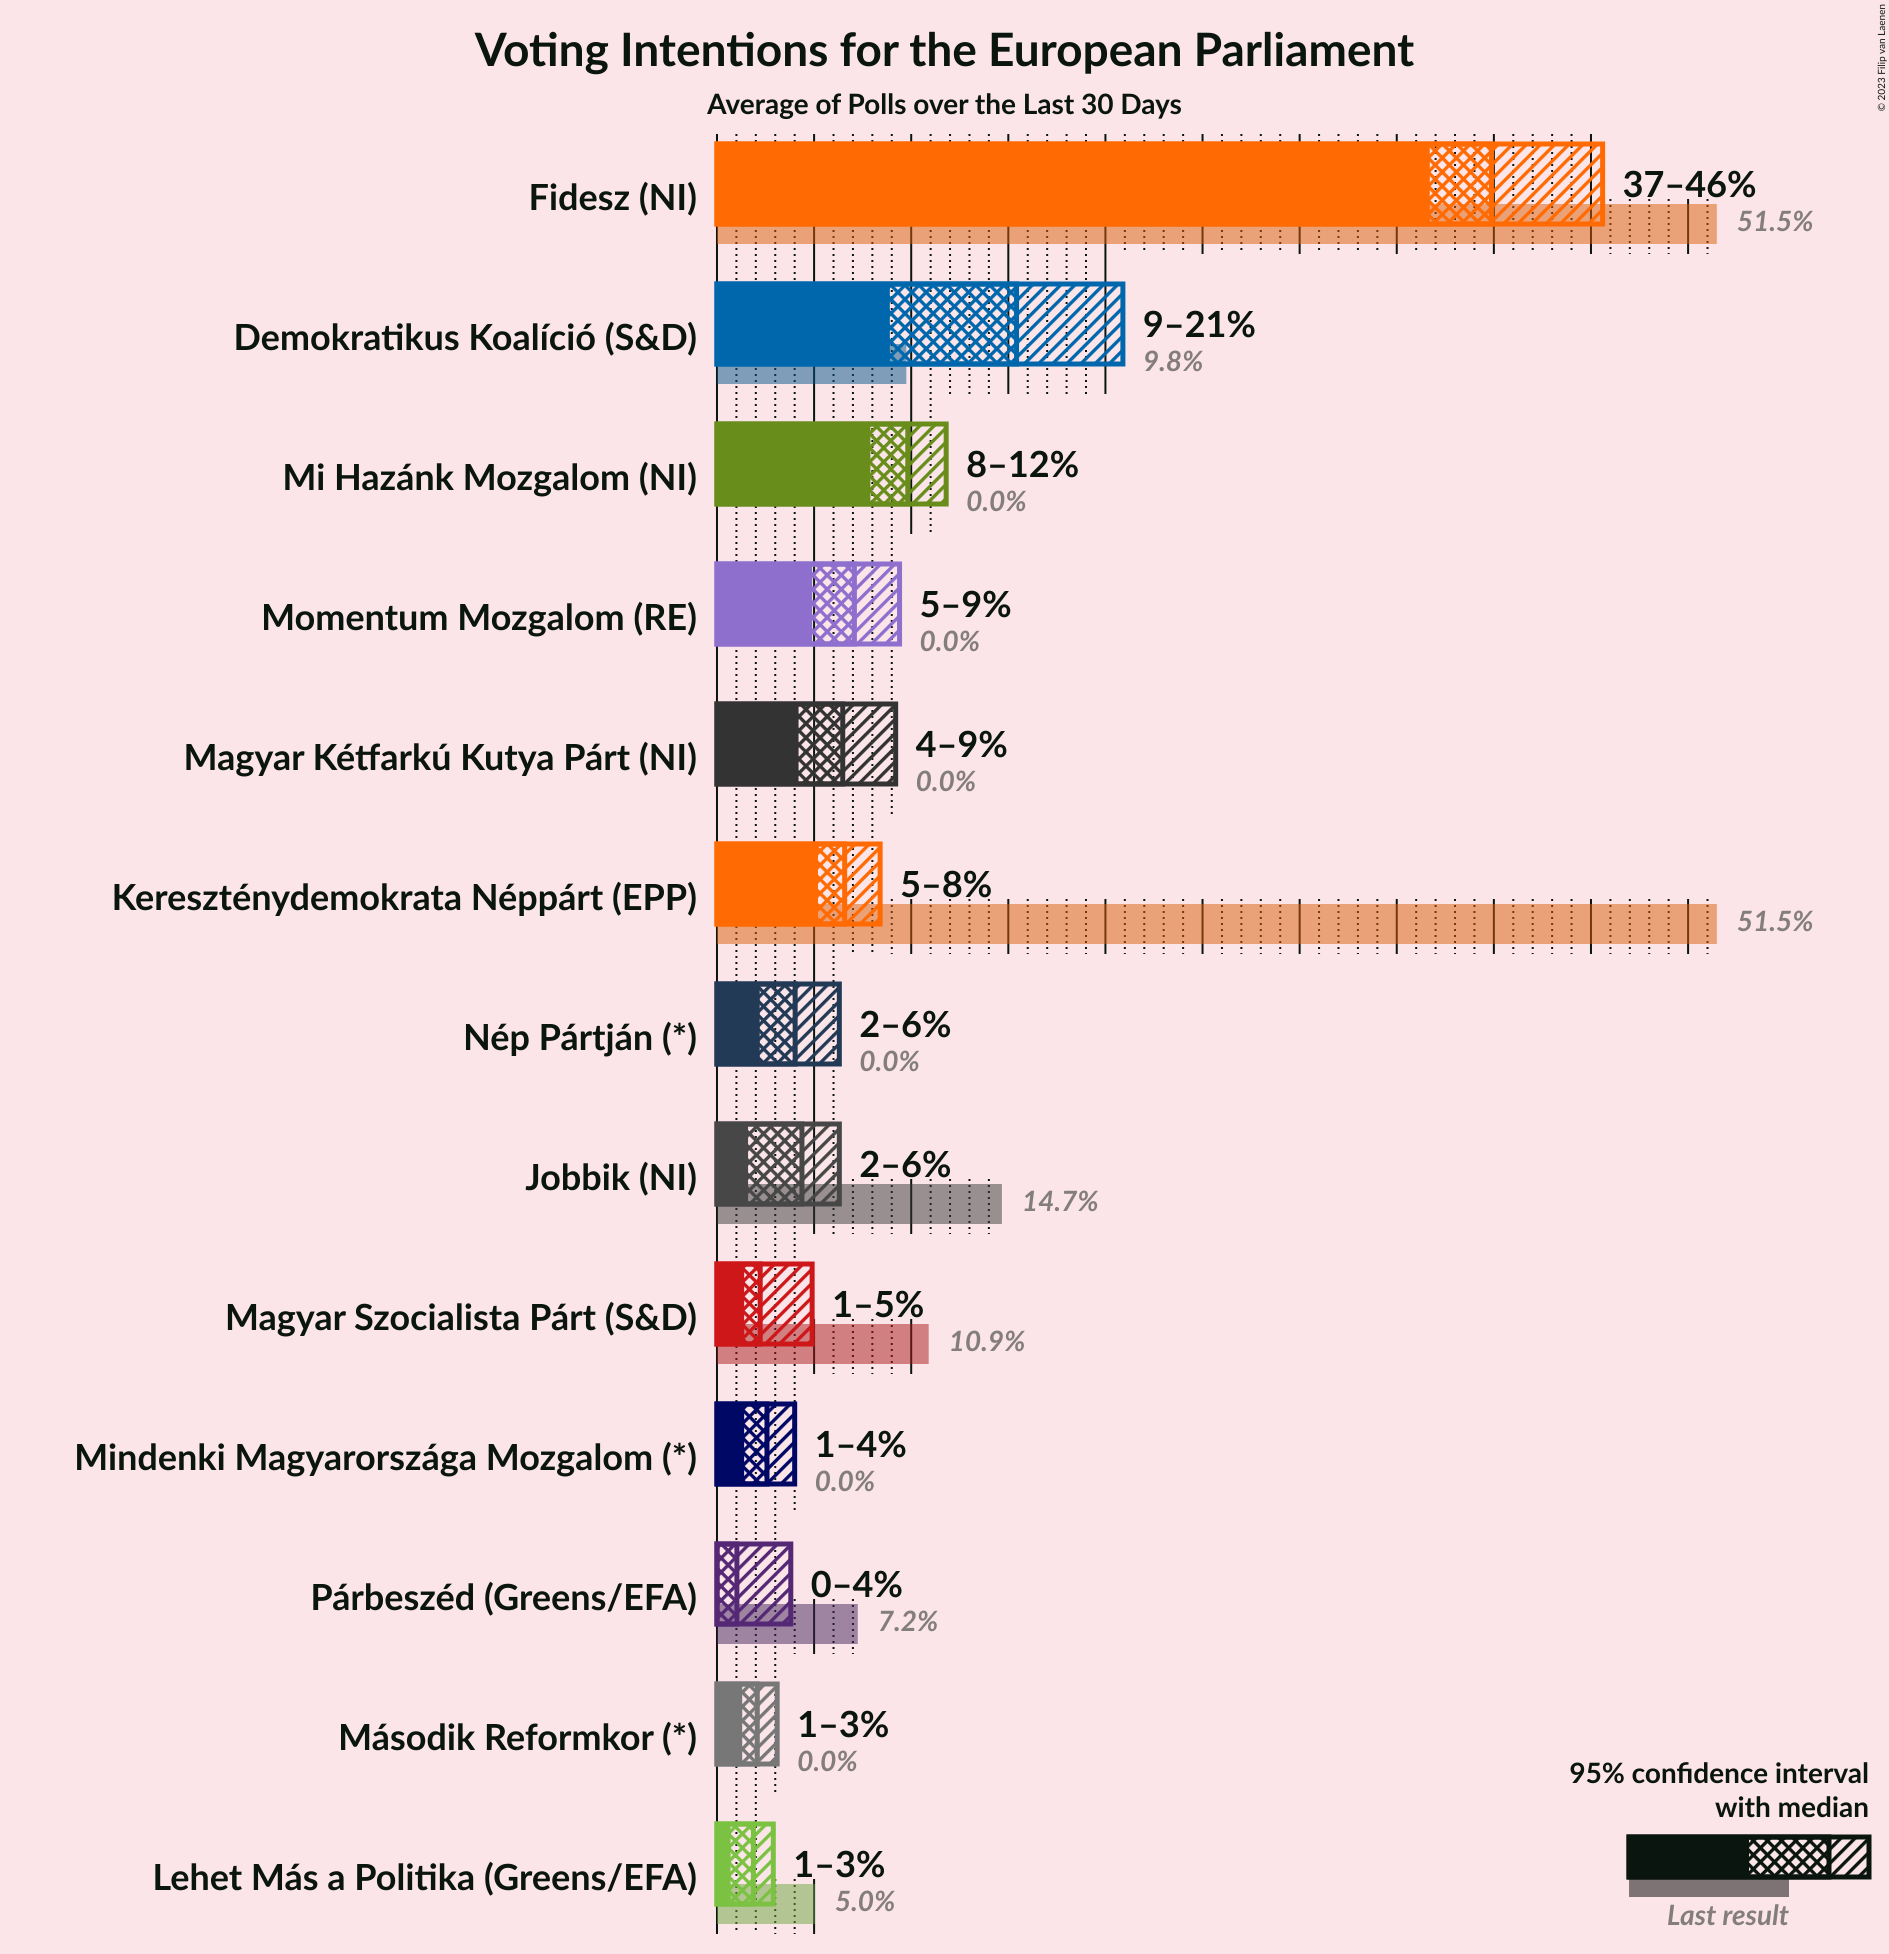 © 2023 Filip van Laenen
Voting Intentions for the European Parliament
Average of Polls over the Last 30 Days
Fidesz (NI)
37–46%
51.5%
Demokratikus Koalíció (S&D)
9–21%
9.8%
Mi Hazánk Mozgalom (NI)
8–12%
0.0%
Momentum Mozgalom (RE)
5–9%
0.0%
Magyar Kétfarkú Kutya Párt (NI)
4–9%
0.0%
Kereszténydemokrata Néppárt (EPP)
5–8%
51.5%
Nép Pártján (*)
2–6%
0.0%
Jobbik (NI)
2–6%
14.7%
Magyar Szocialista Párt (S&D)
1–5%
10.9%
Mindenki Magyarországa Mozgalom (*)
1–4%
0.0%
Párbeszéd (Greens/EFA)
0–4%
7.2%
Második Reformkor (*)
1–3%
0.0%
Lehet Más a Politika (Greens/EFA)
1–3%
5.0%
95% confidence interval
with median
Last result